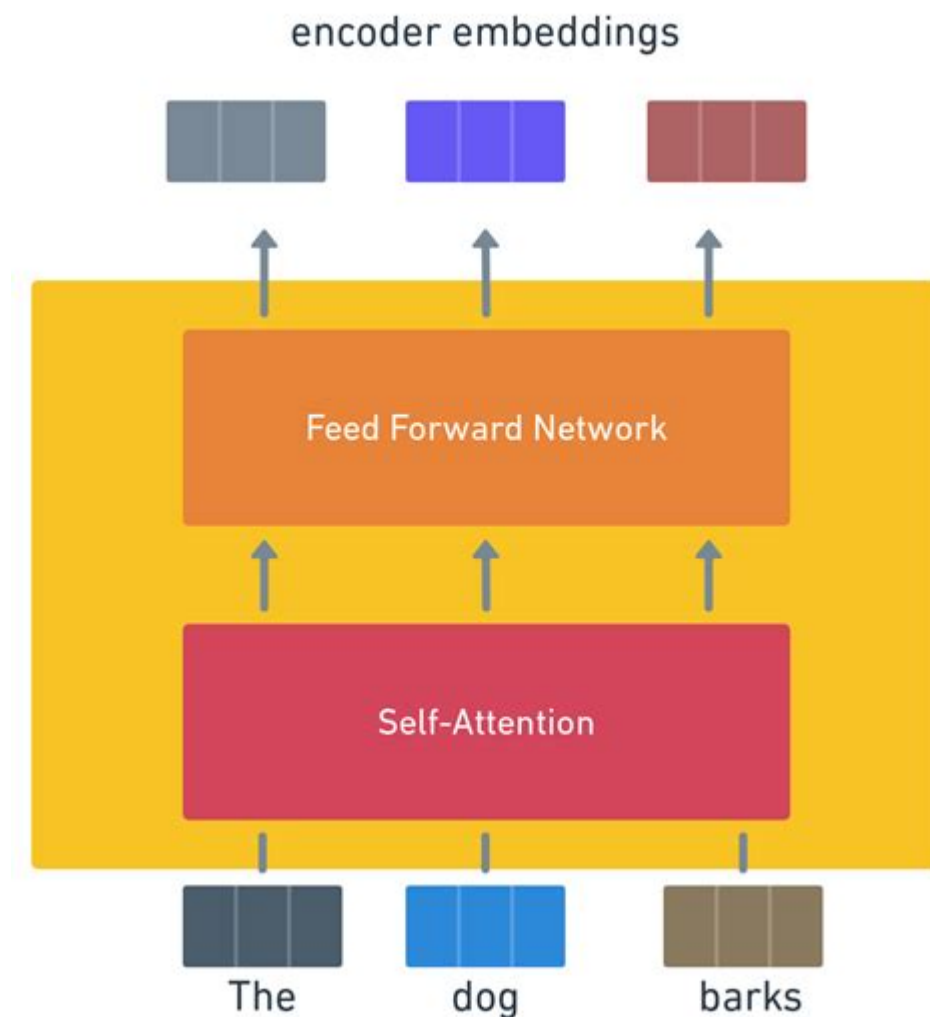 encoder embeddings
Feed Forward Network
Self-Attention
The dog barks